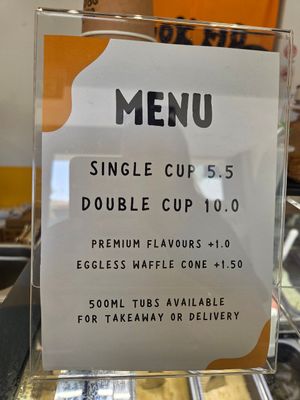 MENU
SINGLE CUP 5.5
DOUBLE CUP 10.0
PREMIUM FLAVOURS +1.0
EGGLESS WAFFLE CONE +1.50
500ML TUBS AVAILABLE
FOR TAKEAWAY OR DELIVERY